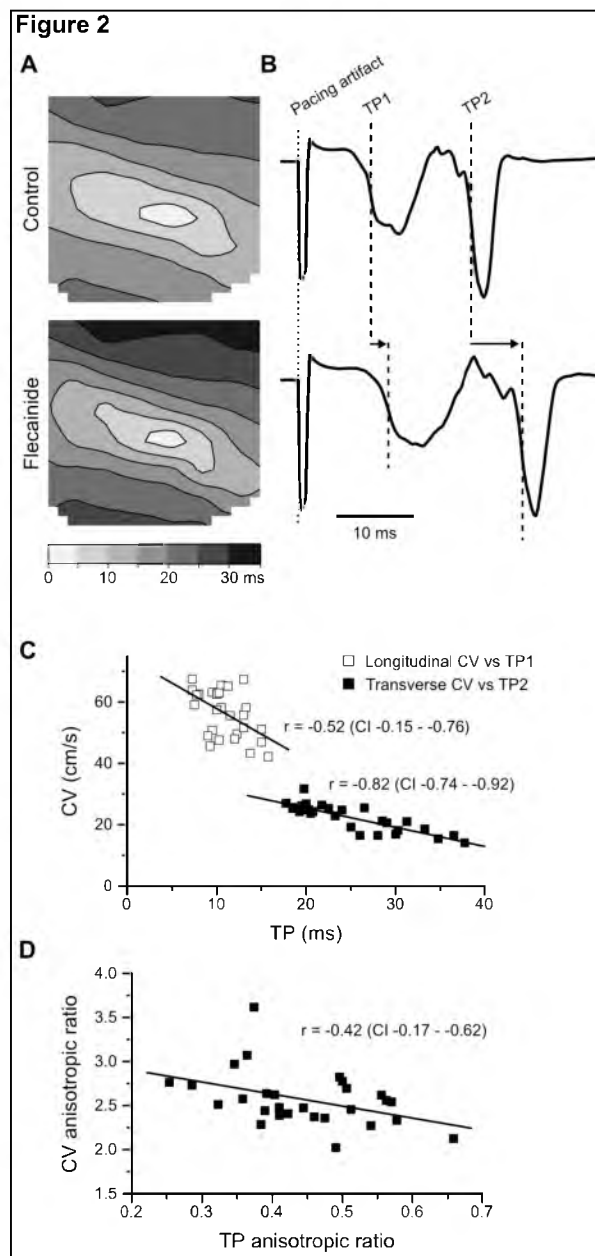 Figure 2
A
B
Pacing artifact
TP1
TP2
Control
Flecainide
10 ms
0 10 20 30 ms
C
□ Longitudinal CV vs TP1
■ Transverse CV vs TP2
r = -0.52 (CI -0.15 - -0.76)
r = -0.82 (CI -0.74 - -0.92)
CV (cm/s)
60
40
20
0
0 10 20 30 40
TP (ms)
D
r = -0.42 (CI -0.17 - -0.62)
CV anisotropic ratio
4.0
3.5
3.0
2.5
2.0
1.5
0.2 0.3 0.4 0.5 0.6 0.7
TP anisotropic ratio